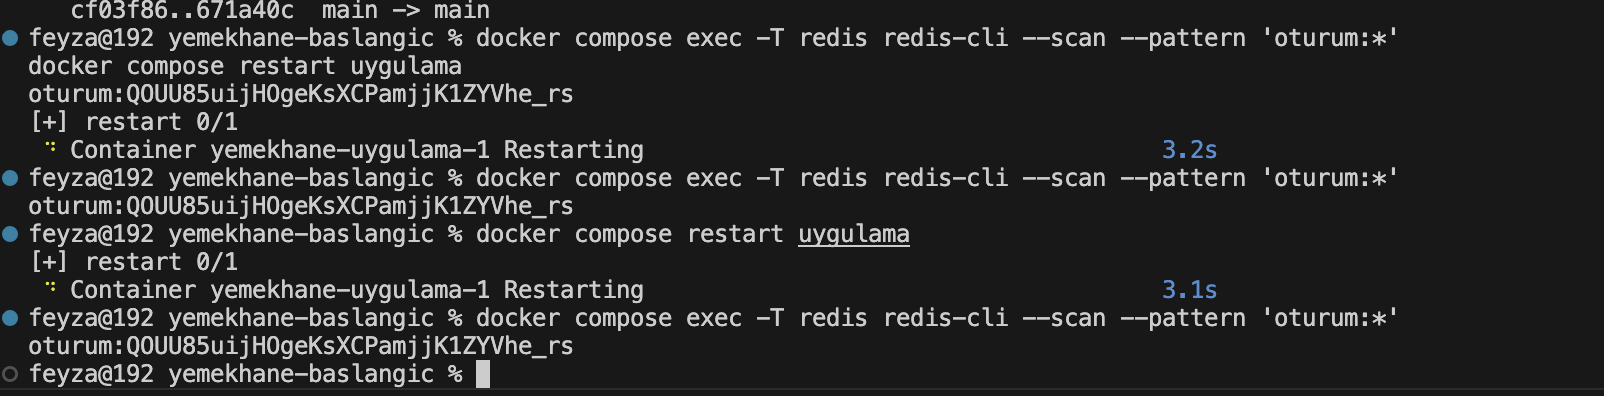 cf03f86..671a40c  main -> main
feyza@192 yemekhane-baslangic % docker compose exec -T redis redis-cli --scan --pattern 'oturum:*'
docker compose restart uygulama
oturum:QOUU85uijHOgeKsXCPamjjK1ZYVhe_rs
[+] restart 0/1
Container yemekhane-uygulama-1 Restarting 3.2s
feyza@192 yemekhane-baslangic % docker compose exec -T redis redis-cli --scan --pattern 'oturum:*'
oturum:QOUU85uijHOgeKsXCPamjjK1ZYVhe_rs
feyza@192 yemekhane-baslangic % docker compose restart uygulama
[+] restart 0/1
Container yemekhane-uygulama-1 Restarting 3.1s
feyza@192 yemekhane-baslangic % docker compose exec -T redis redis-cli --scan --pattern 'oturum:*'
oturum:QOUU85uijHOgeKsXCPamjjK1ZYVhe_rs
feyza@192 yemekhane-baslangic %